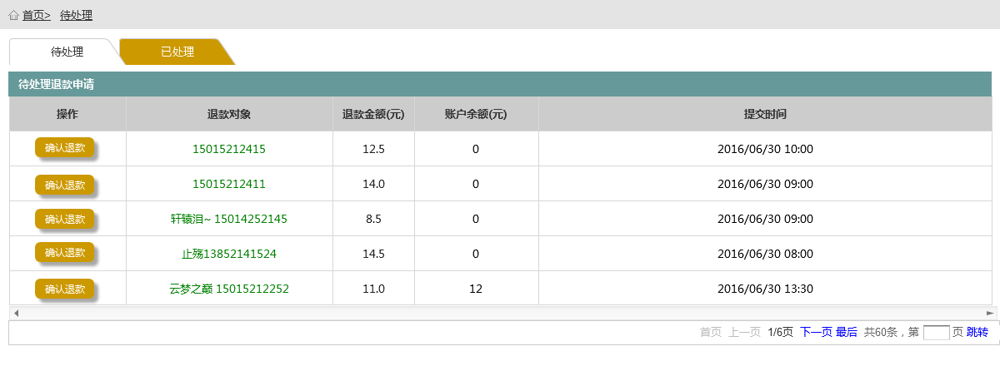 首页> 待处理
待处理 已处理
待处理退款申请
操作 退款对象 退款金额(元) 账户余额(元) 提交时间
确认退款 15015212415 12.5 0 2016/06/30 10:00
确认退款 15015212411 14.0 0 2016/06/30 09:00
确认退款 轩辕泪~ 15014252145 8.5 0 2016/06/30 09:00
确认退款 止殇13852141524 14.5 0 2016/06/30 08:00
确认退款 云梦之巅 15015212252 11.0 12 2016/06/30 13:30
首页 上一页 1/6页 下一页 最后 共60条，第 页 跳转